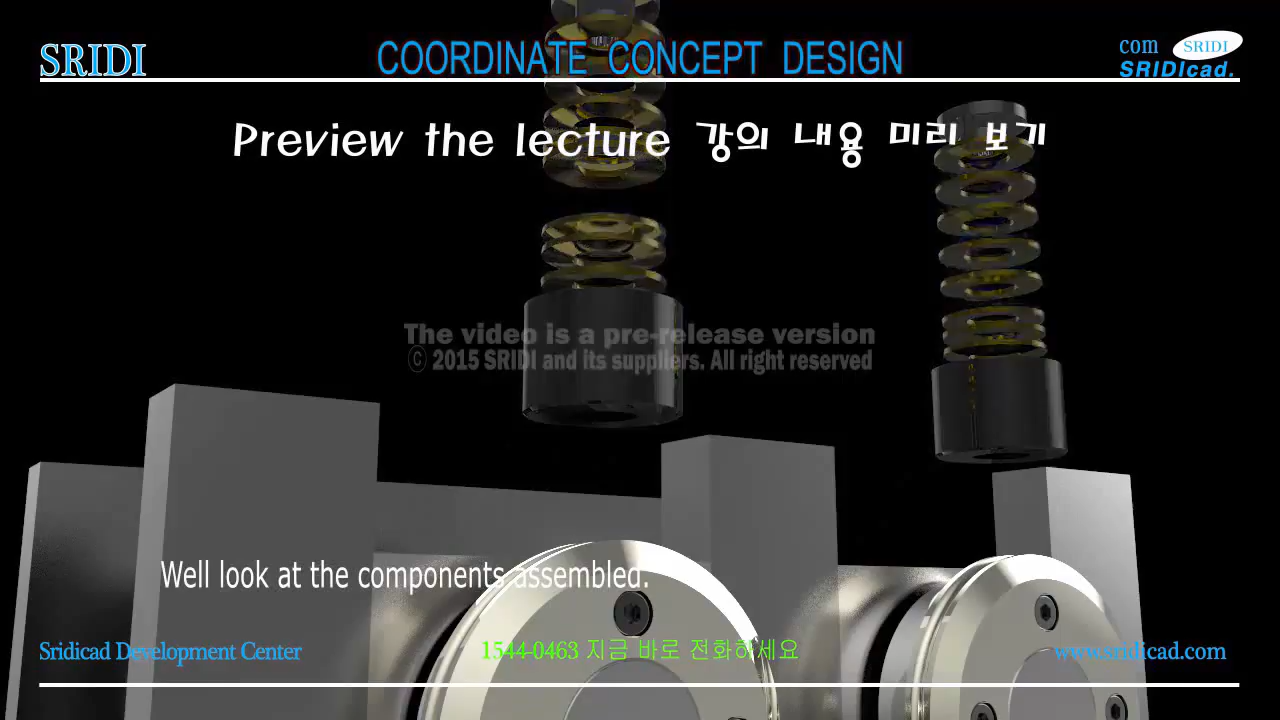 SRIDI
COORDINATE CONCEPT DESIGN
com SRIDI
SRIDIcad.
Preview the lecture 강의 내용 미리 보기
The video is a pre-release version
© 2015 SRIDI and its suppliers. All right reserved
Well look at the components assembled.
Sridicad Development Center
1544-0463 지금 바로 전화하세요
www.sridicad.com